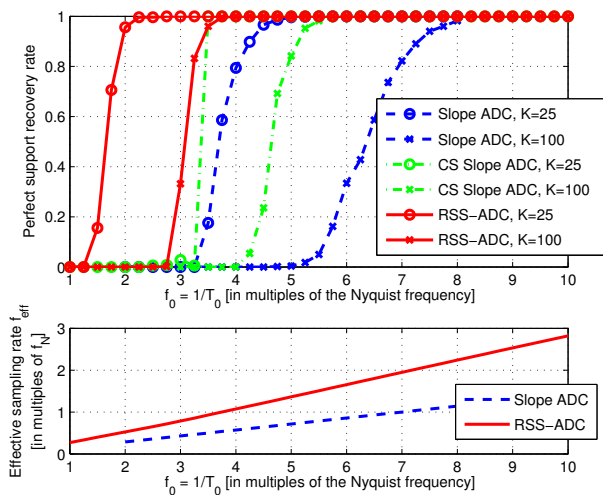 Perfect support recovery rate
1
0.8
0.6
0.4
0.2
0
1 2 3 4 5 6 7 8 9 10
f0 = 1/T0 [in multiples of the Nyquist frequency]
Slope ADC, K=25
Slope ADC, K=100
CS Slope ADC, K=25
CS Slope ADC, K=100
RSS−ADC, K=25
RSS−ADC, K=100
Effective sampling rate feff
[in multiples of fN]
3
2
1
0
1 2 3 4 5 6 7 8 9 10
f0 = 1/T0 [in multiples of the Nyquist frequency]
Slope ADC
RSS−ADC